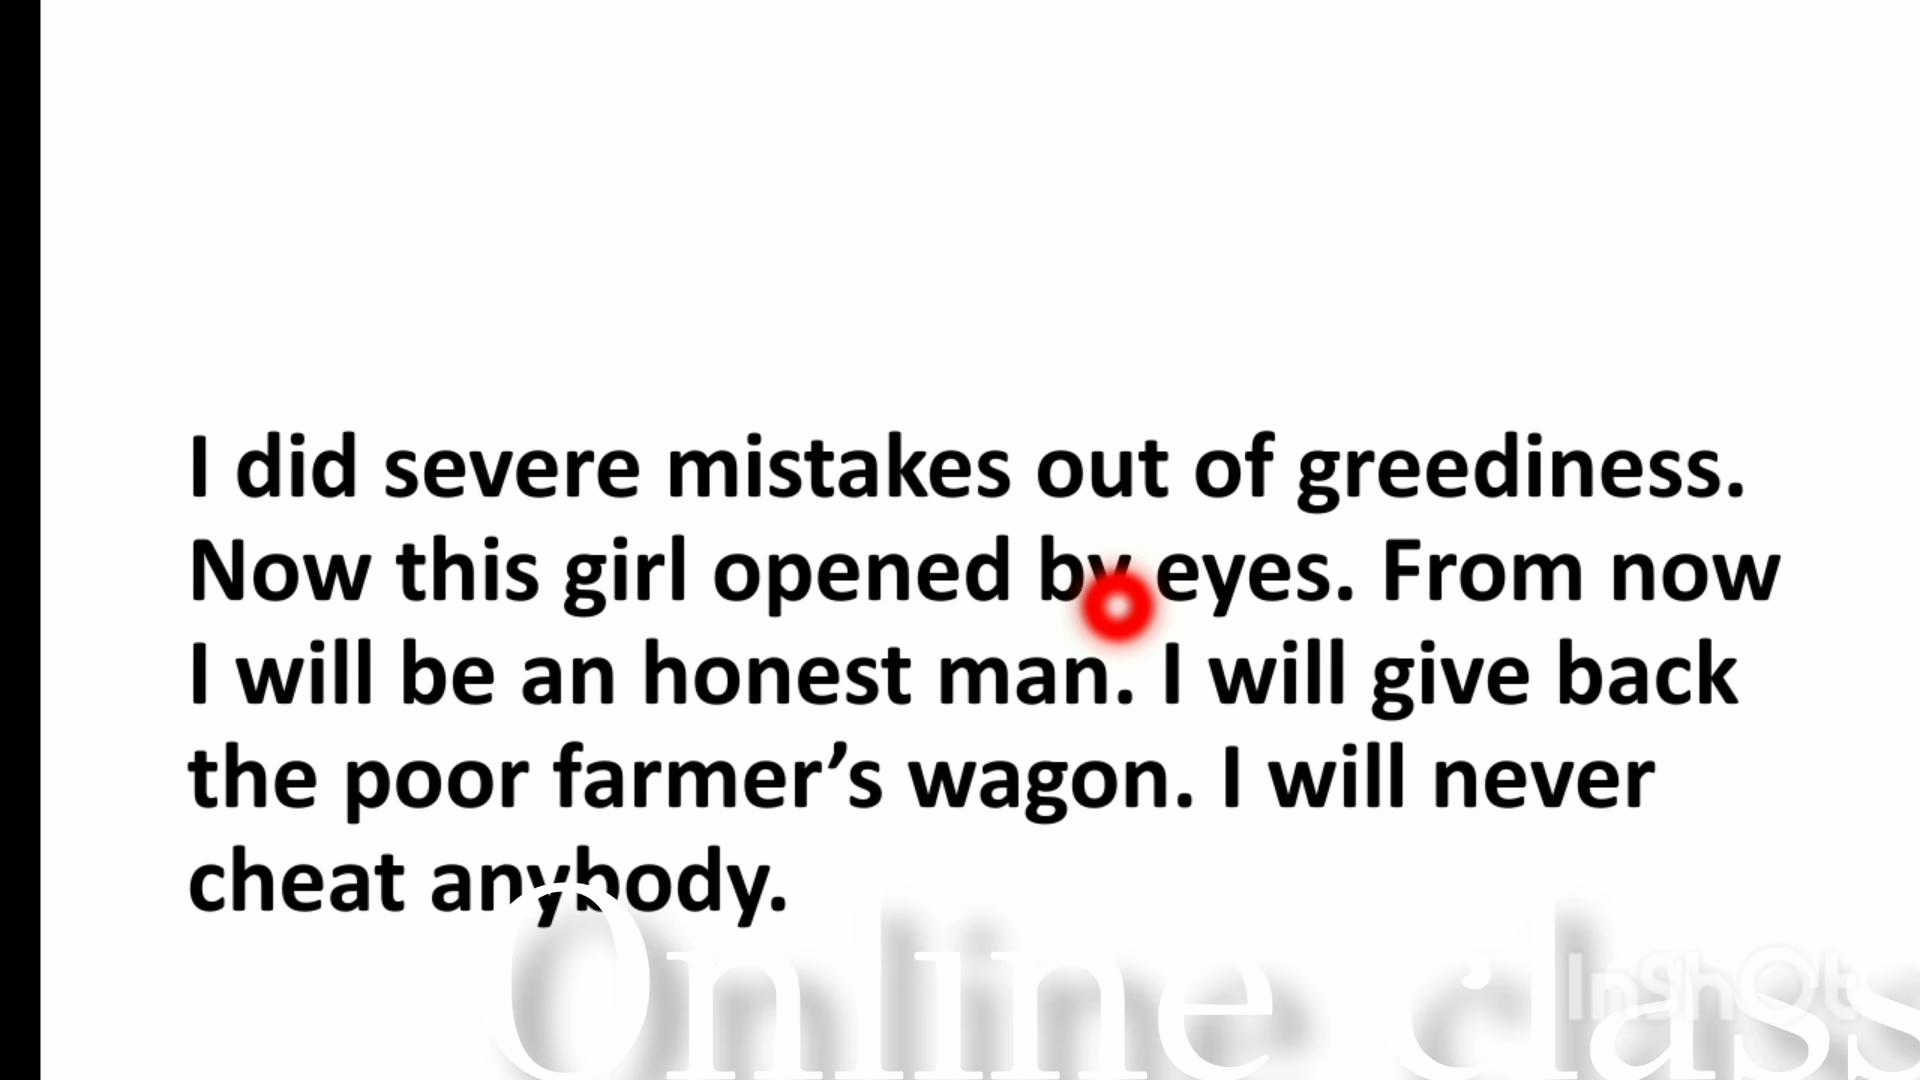 I did severe mistakes out of greediness.
Now this girl opened by eyes. From now
I will be an honest man. I will give back
the poor farmer’s wagon. I will never
cheat anybody.
Online class
InShOt